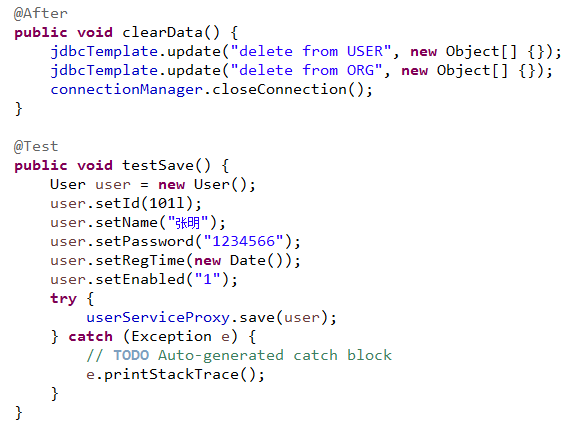 @After
public void clearData() {
    jdbcTemplate.update("delete from USER", new Object[] {});
    jdbcTemplate.update("delete from ORG", new Object[] {});
    connectionManager.closeConnection();
}

@Test
public void testSave() {
    User user = new User();
    user.setId(101l);
    user.setName("张明");
    user.setPassword("1234566");
    user.setRegTime(new Date());
    user.setEnabled("1");
    try {
        userServiceProxy.save(user);
    } catch (Exception e) {
        // TODO Auto-generated catch block
        e.printStackTrace();
    }
}